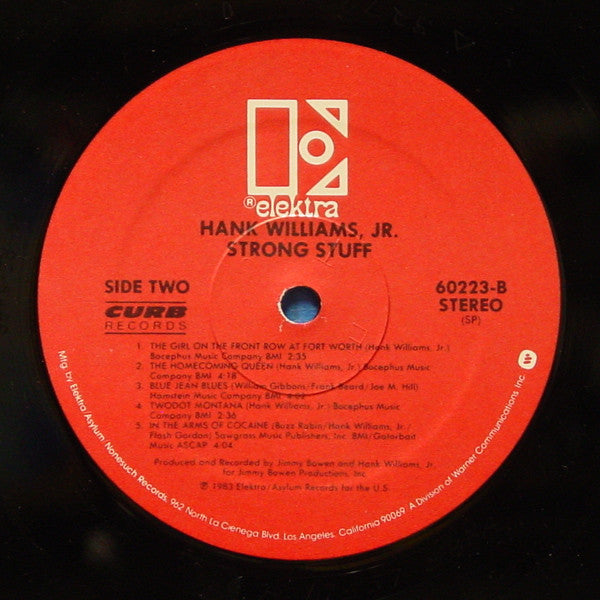 ® elektra
HANK WILLIAMS, JR.
STRONG STUFF
SIDE TWO
CURB
RECORDS
60223-B
STEREO
(SP)
1. THE GIRL ON THE FRONT ROW AT FORT WORTH (Hank Williams, Jr.)
Bocephus Music Company BMI 2:35
2. THE HOMECOMING QUEEN (Hank Williams, Jr.) Bocephus Music
Company BMI 4:18
3. BLUE JEAN BLUES (William Gibbons/Frank Beard/Joe M. Hill)
Hamstein Music Company BMI 4:02
4. TWODOT MONTANA (Hank Williams, Jr.) Bocephus Music
Company BMI 2:36
5. IN THE ARMS OF COCAINE (Buzz Rabin/Hank Williams, Jr./
Flash Gordon) Sawgrass Music Publishers, Inc. BMI/Gatorbait
Music ASCAP 4:04
Produced and Recorded by Jimmy Bowen and Hank Williams, Jr.
for Jimmy Bowen Productions, Inc.
℗ 1983 Elektra/Asylum Records for the U.S.
Mfg. by Elektra/Asylum/Nonesuch Records, 962 North La Cienega Blvd. Los Angeles, California 90069. A Division of Warner Communications Inc.